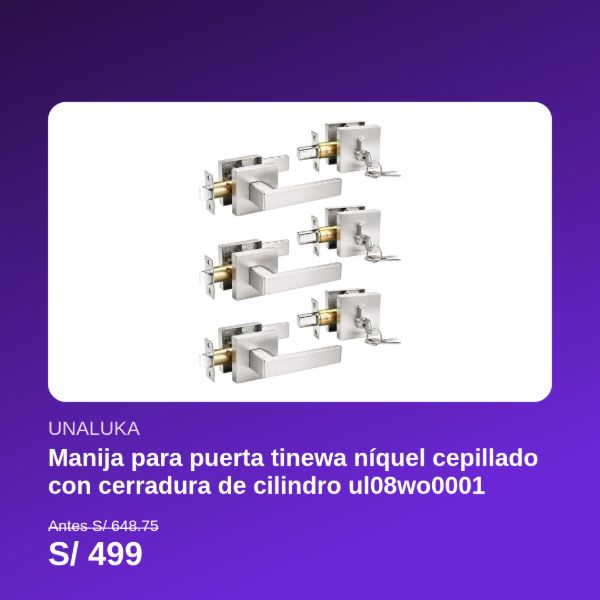 UNALUKA
Manija para puerta tinewa níquel cepillado
con cerradura de cilindro ul08wo0001
Antes S/ 648.75
S/ 499